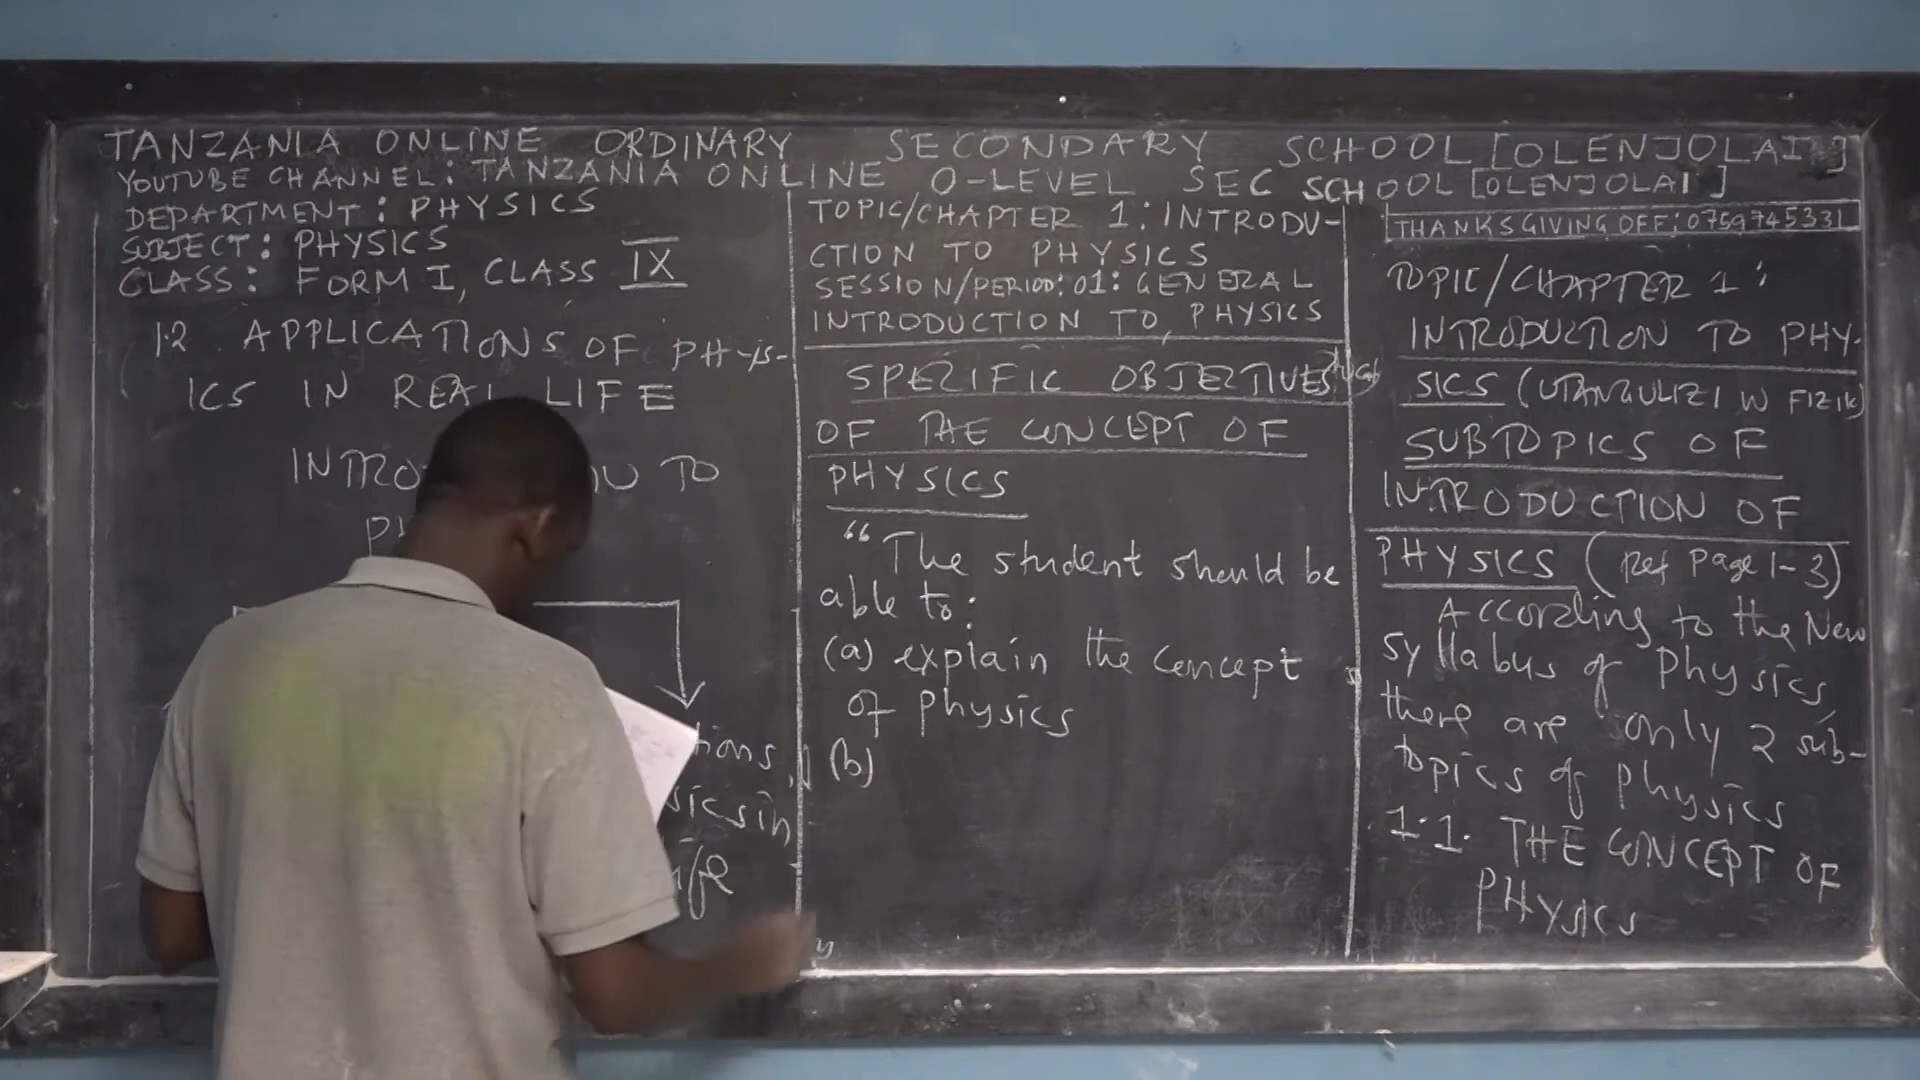 TANZANIA ONLINE ORDINARY SECONDARY SCHOOL [OLENJOLAI]
YOUTUBE CHANNEL: TANZANIA ONLINE O-LEVEL SEC SCHOOL [OLENJOLAI]
DEPARTMENT: PHYSICS
SUBJECT: PHYSICS
CLASS: FORM I, CLASS IX
1.2 APPLICATIONS OF PHYS-
ICS IN REAL LIFE
TO
tions
sics in
ife
TOPIC/CHAPTER 1: INTRODU-
CTION TO PHYSICS
SESSION/PERIOD: 01: GENERAL
INTRODUCTION TO PHYSICS
SPECIFIC OBJECTIVES
OF THE CONCEPT OF
PHYSICS
"The student should be
able to:
(a) explain the concept
of physics
(b)
THANKSGIVING OFF: 0759745331
TOPIC/CHAPTER 1:
INTRODUCTION TO PHY-
SICS (UTANGULIZI W FIZIK)
SUBTOPICS OF
INTRODUCTION OF
PHYSICS (Ref page 1-3)
According to the New
Syllabus of Physics,
there are only 2 sub-
topics of physics
1.1. THE CONCEPT OF
PHYSICS